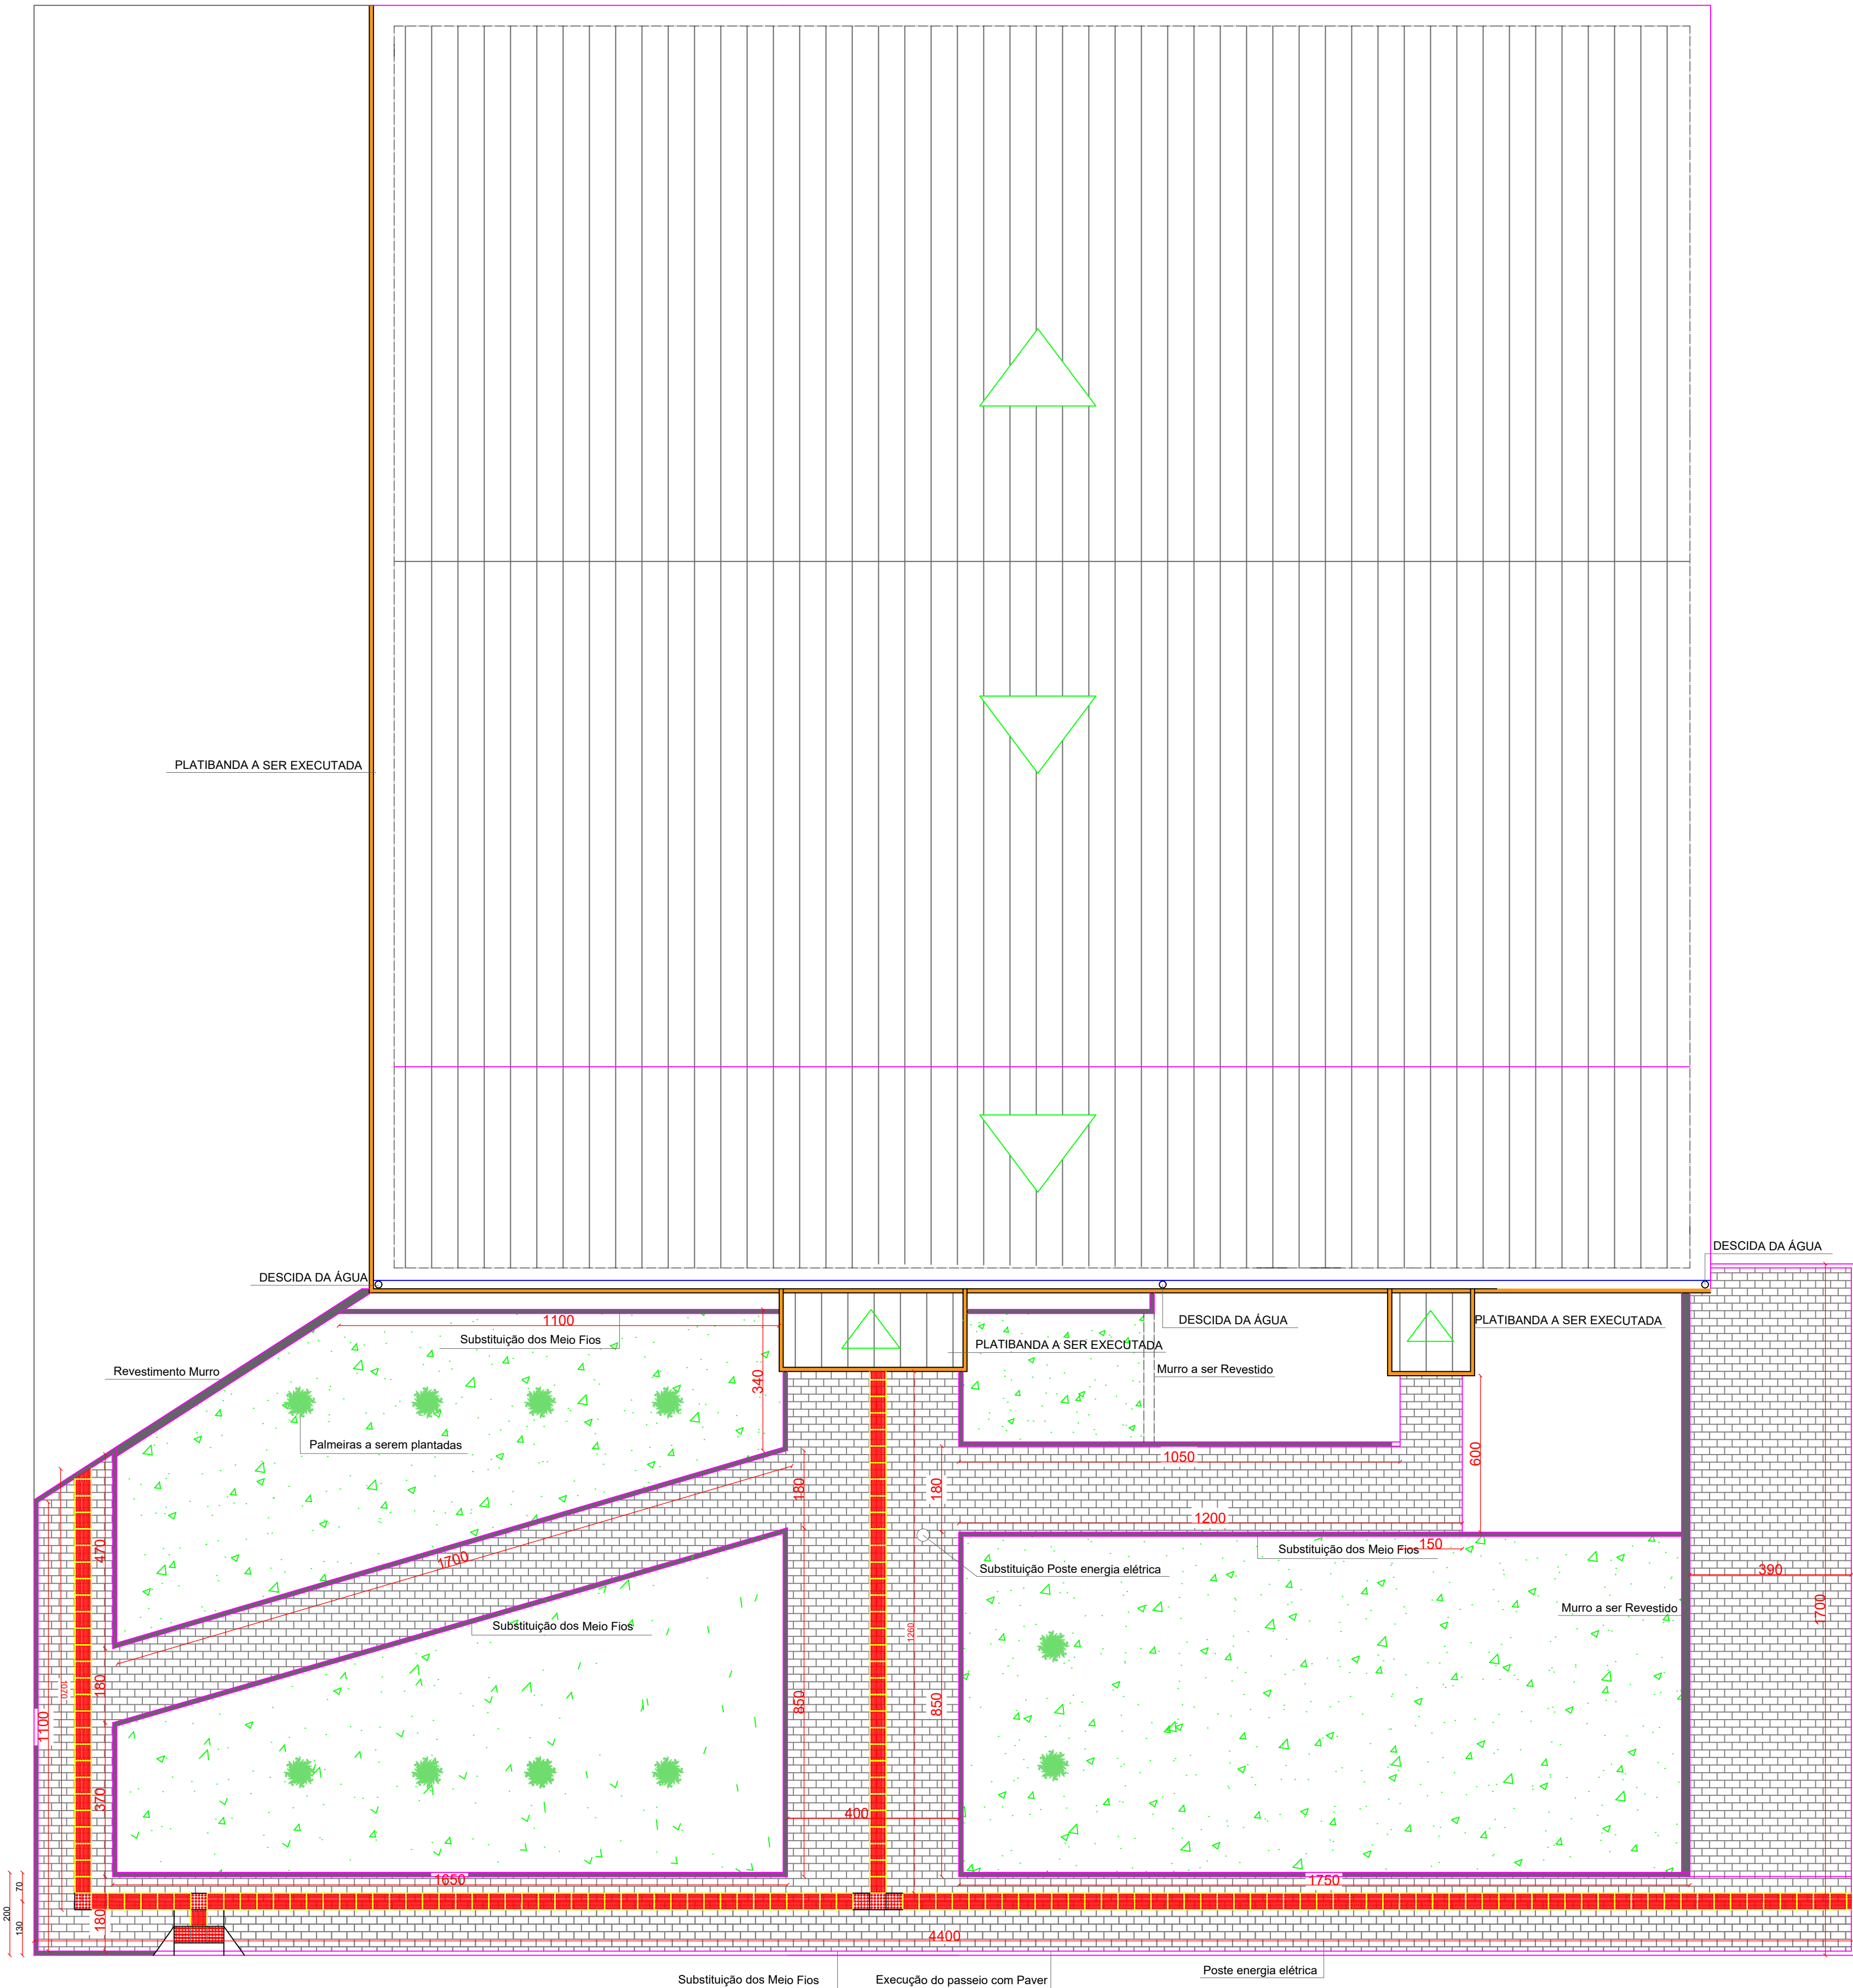 PLATIBANDA A SER EXECUTADA
DESCIDA DA ÁGUA
DESCIDA DA ÁGUA
1100
Substituição dos Meio Fios
DESCIDA DA ÁGUA
PLATIBANDA A SER EXECUTADA
PLATIBANDA A SER EXECUTADA
Revestimento Murro
340
Murro a ser Revestido
Palmeiras a serem plantadas
1050
600
180
180
1200
150
470
1700
Substituição dos Meio Fios
Substituição Poste energia elétrica
390
1700
Murro a ser Revestido
Substituição dos Meio Fios
1260
180
1070
1100
850
850
370
400
1650
1750
70
200
130
180
4400
Substituição dos Meio Fios
Execução do passeio com Paver
Poste energia elétrica